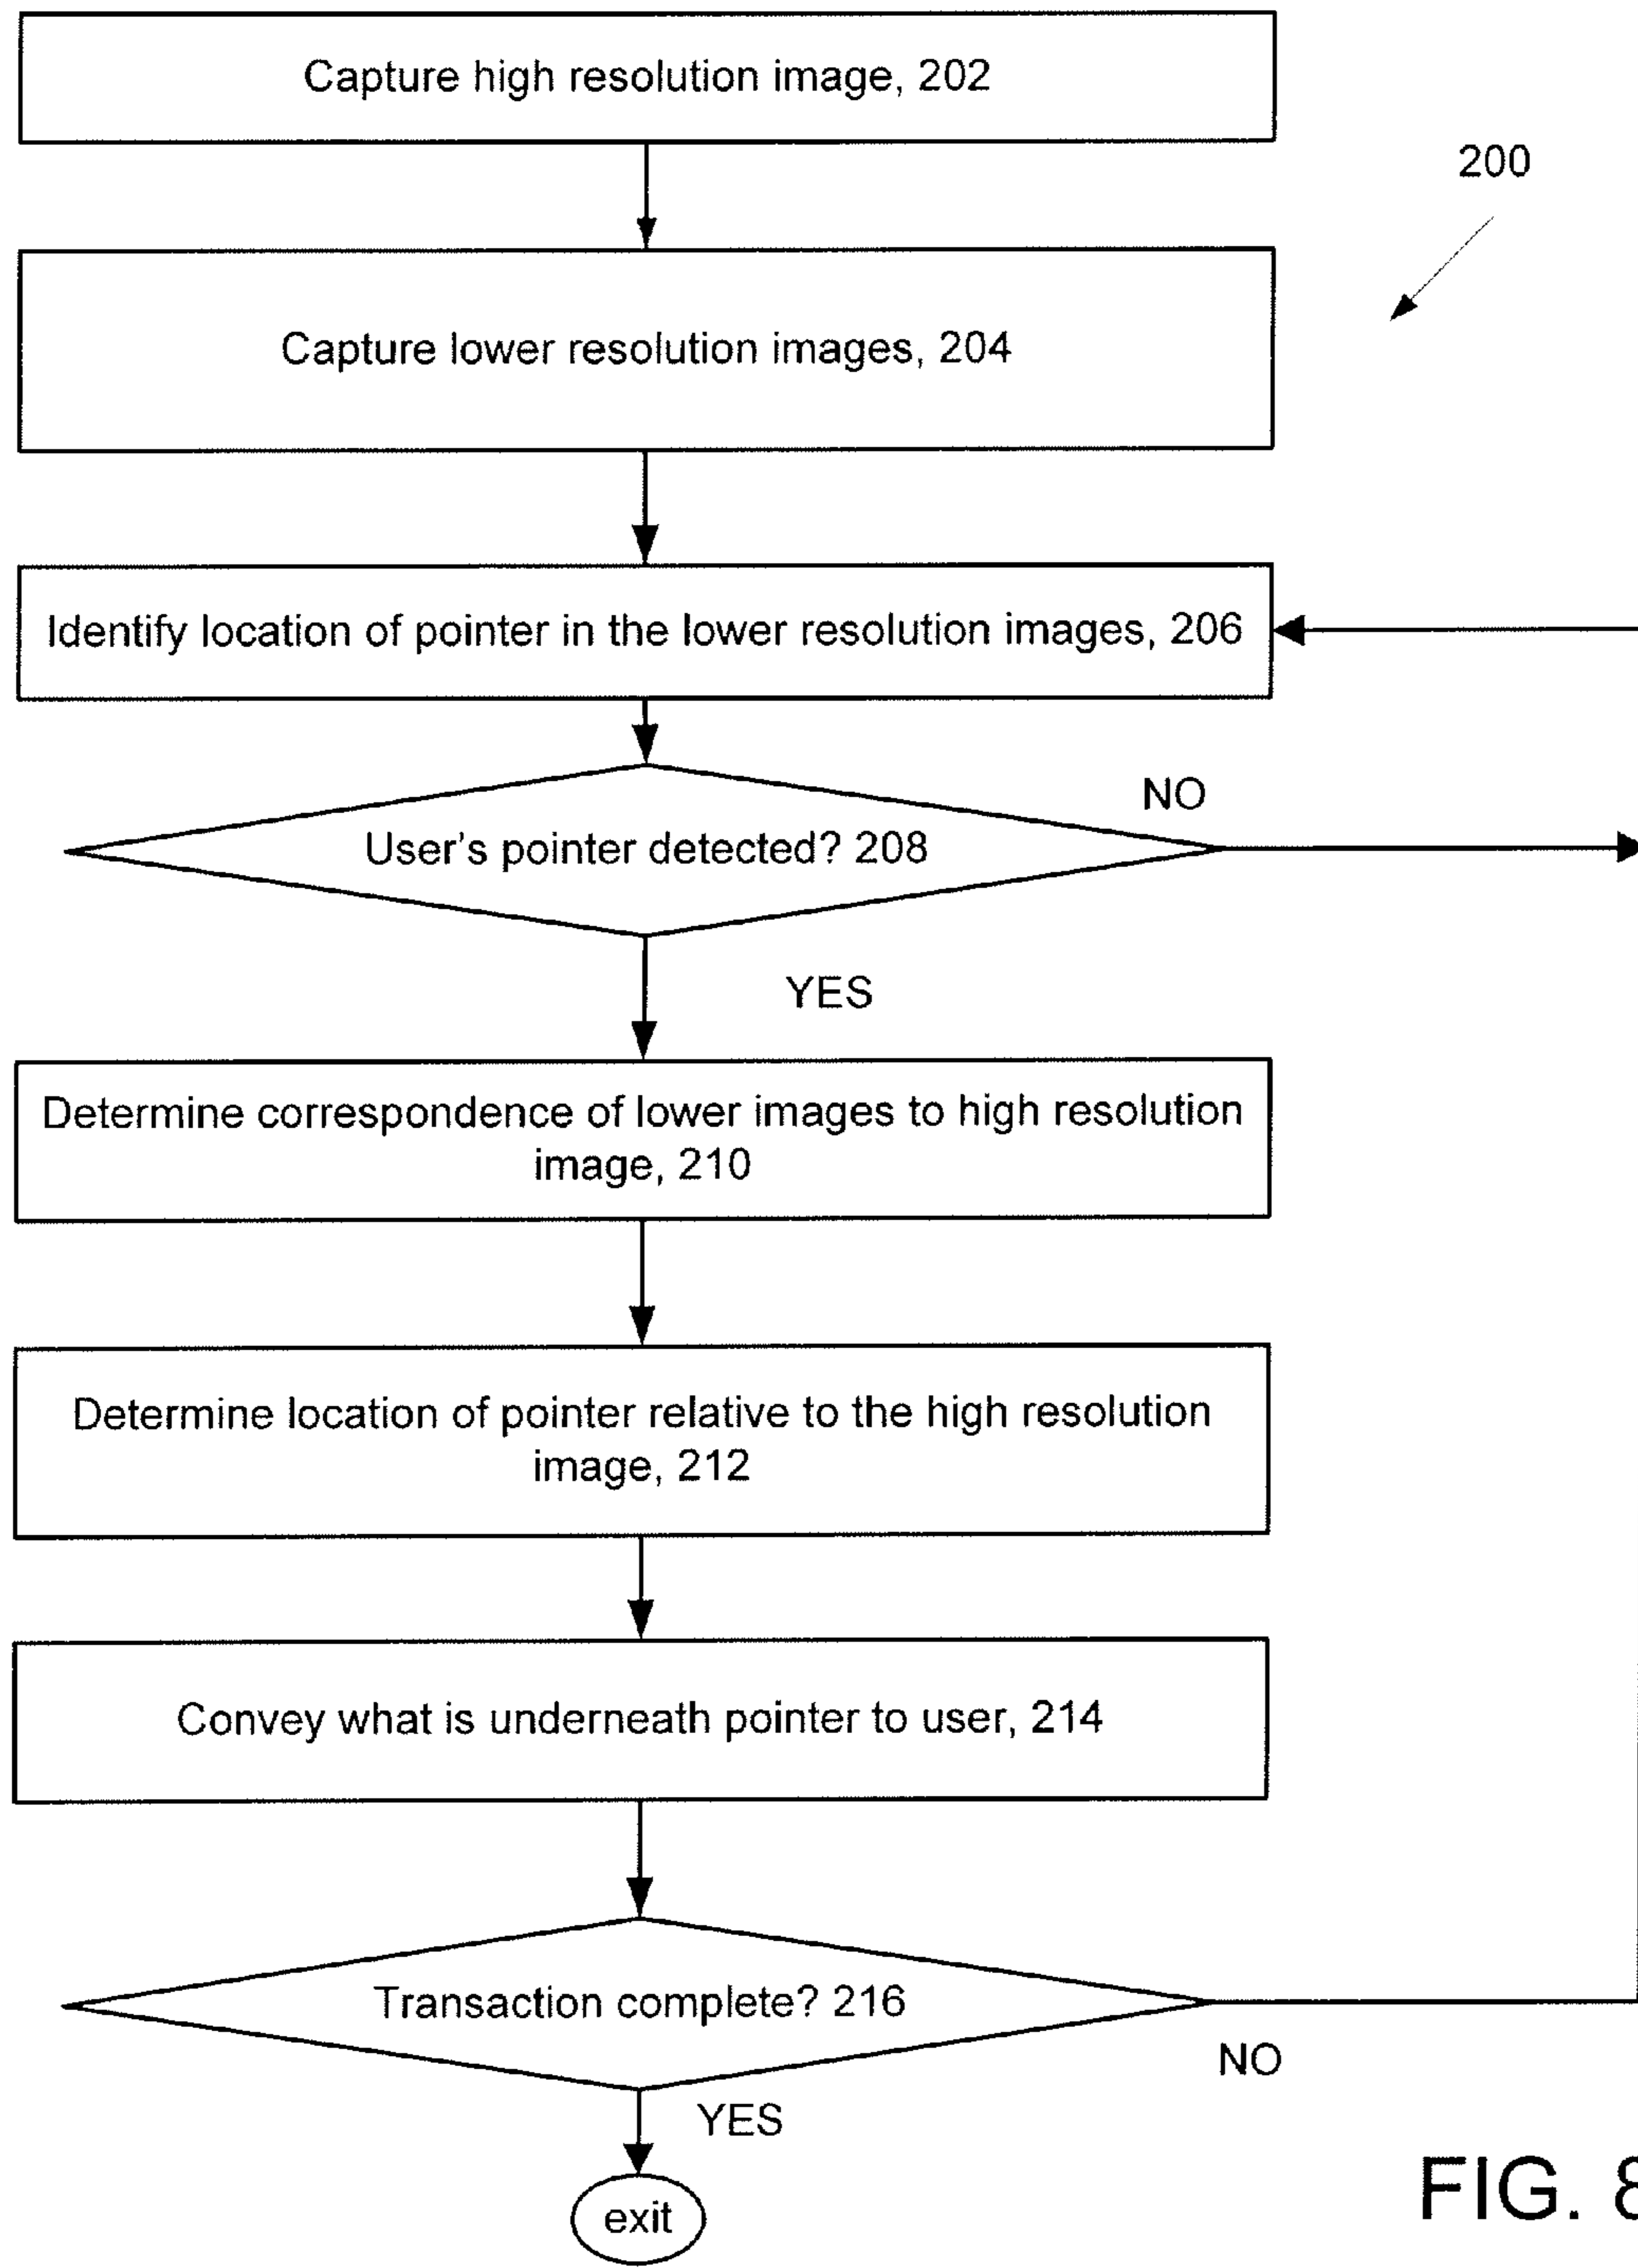 Capture high resolution image, 202
200
Capture lower resolution images, 204
Identify location of pointer in the lower resolution images, 206
NO
User's pointer detected? 208
YES
Determine correspondence of lower images to high resolution
image, 210
Determine location of pointer relative to the high resolution
image, 212
Convey what is underneath pointer to user, 214
Transaction complete? 216
NO
YES
exit
FIG. 8